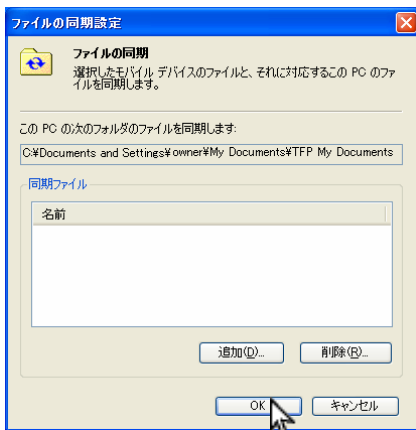 ファイルの同期設定
ファイルの同期
選択したモバイル デバイスのファイルと、それに対応するこの PC のファ
イルを同期します。
この PC の次のフォルダのファイルを同期します:
C:¥Documents and Settings¥owner¥My Documents¥TFP My Documents
同期ファイル
名前
追加(D)...
削除(R)...
OK
キャンセル